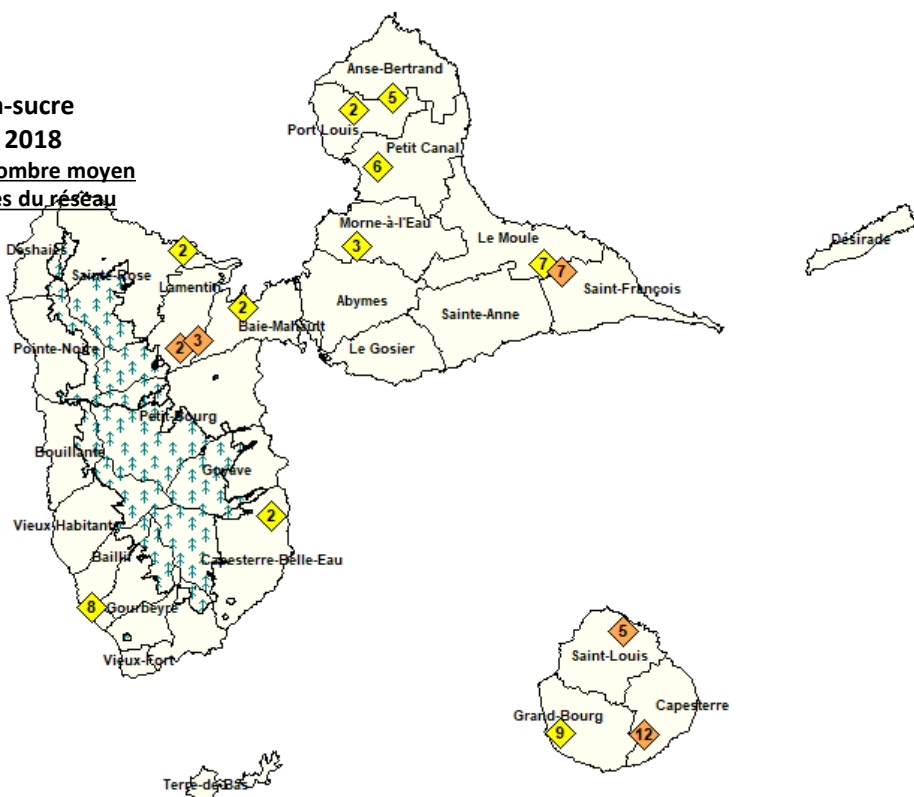 -sucre
2018
ombre moyen
es du réseau
Anse-Bertrand
5
2
Port Louis
Petit Canal
6
Morne-à-l'Eau
3
Le Moule
7
7
Saint-François
Désirade
Deshaies
2
Sainte-Rose
Lamentin
2
Baie-Mahault
Abymes
Sainte-Anne
Le Gosier
2
3
Pointe-Noire
Petit-Bourg
Bouillante
Goyave
2
Vieux-Habitants
Baillif
Capesterre-Belle-Eau
8
Gourbeyre
Vieux-Fort
5
Saint-Louis
Capesterre
Grand-Bourg
9
12
Terre-de-Bas